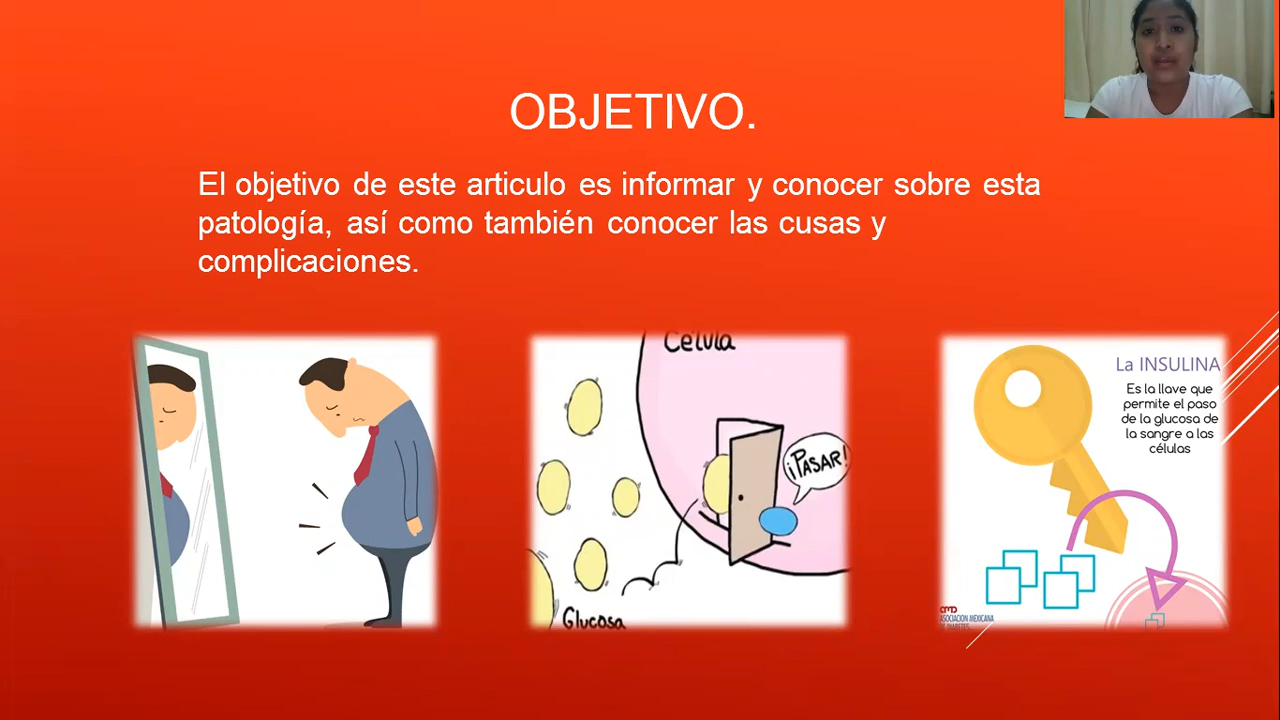 OBJETIVO.
El objetivo de este articulo es informar y conocer sobre esta
patología, así como también conocer las cusas y
complicaciones.
Célula
¡PASAR!
Glucosa
La INSULINA
Es la llave que
permite el paso
de la glucosa de
la sangre a las
células
ASOCIACION MEXICANA
DE DIABETES